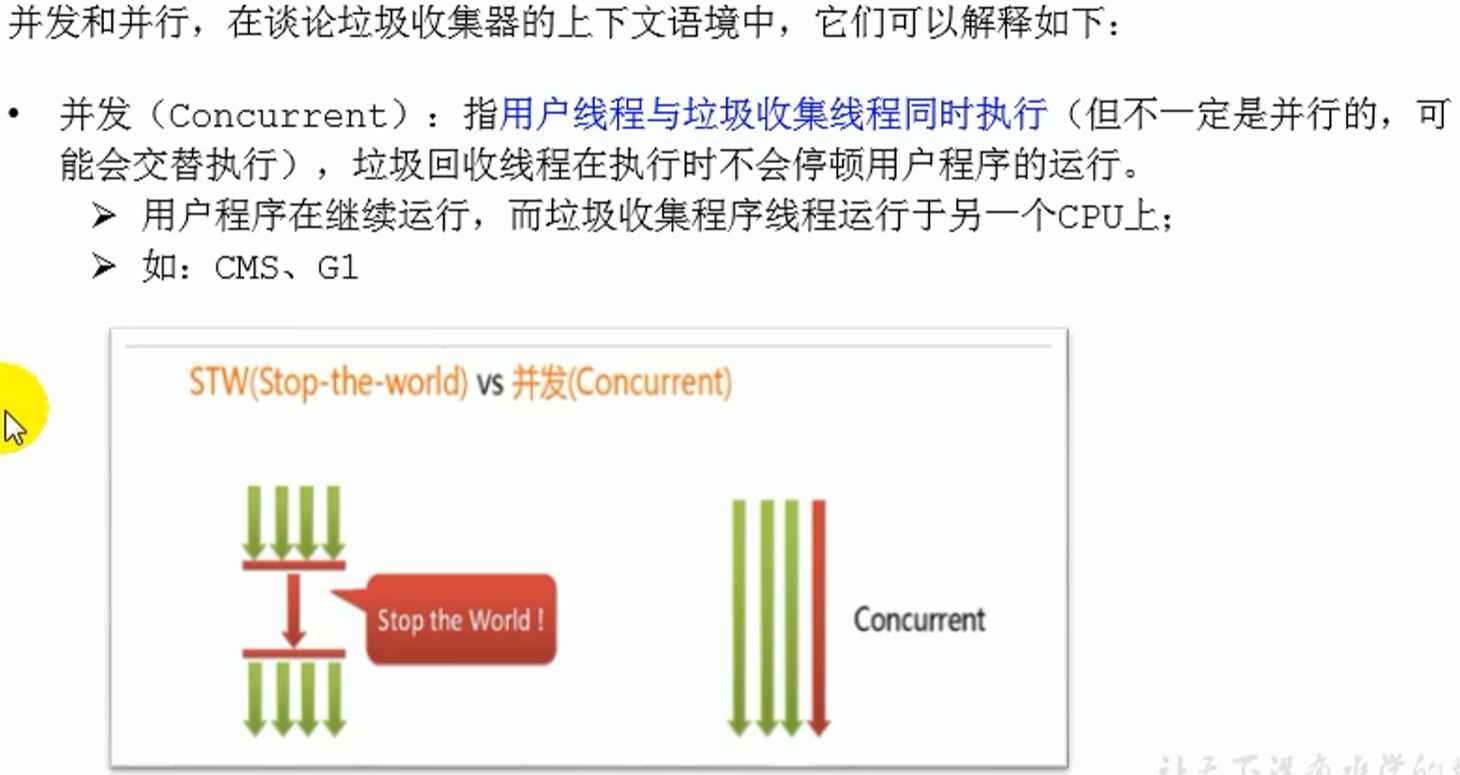 并发和并行，在谈论垃圾收集器的上下文语境中，它们可以解释如下：
• 并发（Concurrent）：指用户线程与垃圾收集线程同时执行（但不一定是并行的，可
能会交替执行），垃圾回收线程在执行时不会停顿用户程序的运行。
➢ 用户程序在继续运行，而垃圾收集程序线程运行于另一个CPU上；
➢ 如：CMS、G1
STW(Stop-the-world) vs 并发(Concurrent)
Stop the World！
Concurrent